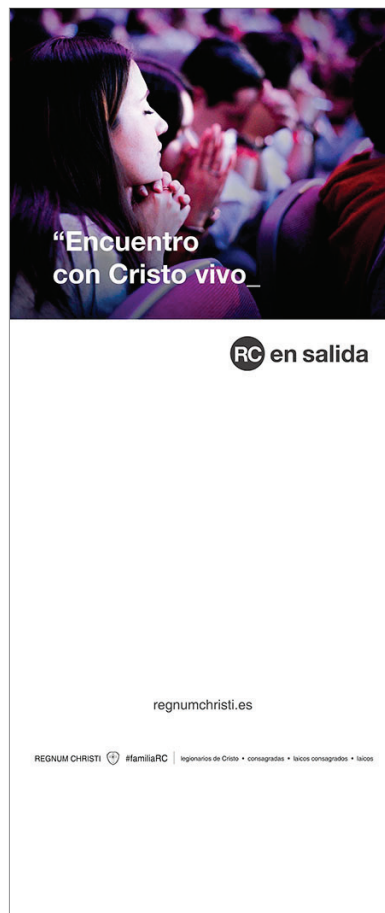 “Encuentro
con Cristo vivo_
RC en salida
regnumchristi.es
REGNUM CHRISTI #familiaRC legionarios de Cristo • consagradas • laicos consagrados • laicos